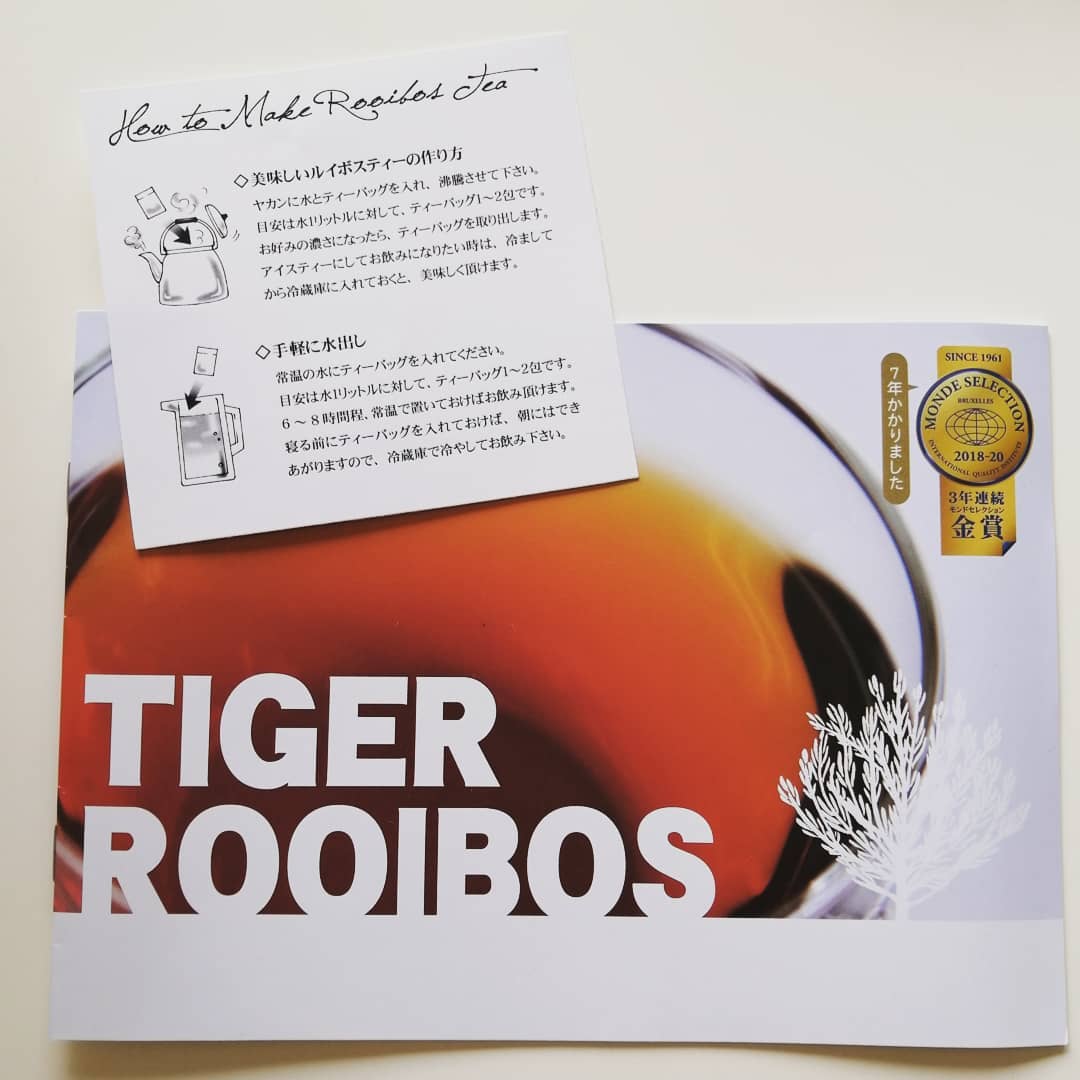 How to Make Rooibos Tea
◇美味しいルイボスティーの作り方
ヤカンに水とティーバッグを入れ、沸騰させて下さい。
目安は水1リットルに対して、ティーバッグ1〜2包です。
お好みの濃さになったら、ティーバッグを取り出します。
アイスティーにしてお飲みになりたい時は、冷まして
から冷蔵庫に入れておくと、美味しく頂けます。
◇手軽に水出し
常温の水にティーバッグを入れてください。
目安は水1リットルに対して、ティーバッグ1〜2包です。
6〜8時間程、常温で置いておけばお飲み頂けます。
寝る前にティーバッグを入れておけば、朝にはでき
あがりますので、冷蔵庫で冷やしてお飲み下さい。
7年かかりました
SINCE 1961
MONDE SELECTION
BRUXELLES
2018-20
INTERNATIONAL QUALITY INSTITUTE
3年連続
モンドセレクション
金賞
TIGER
ROOIBOS